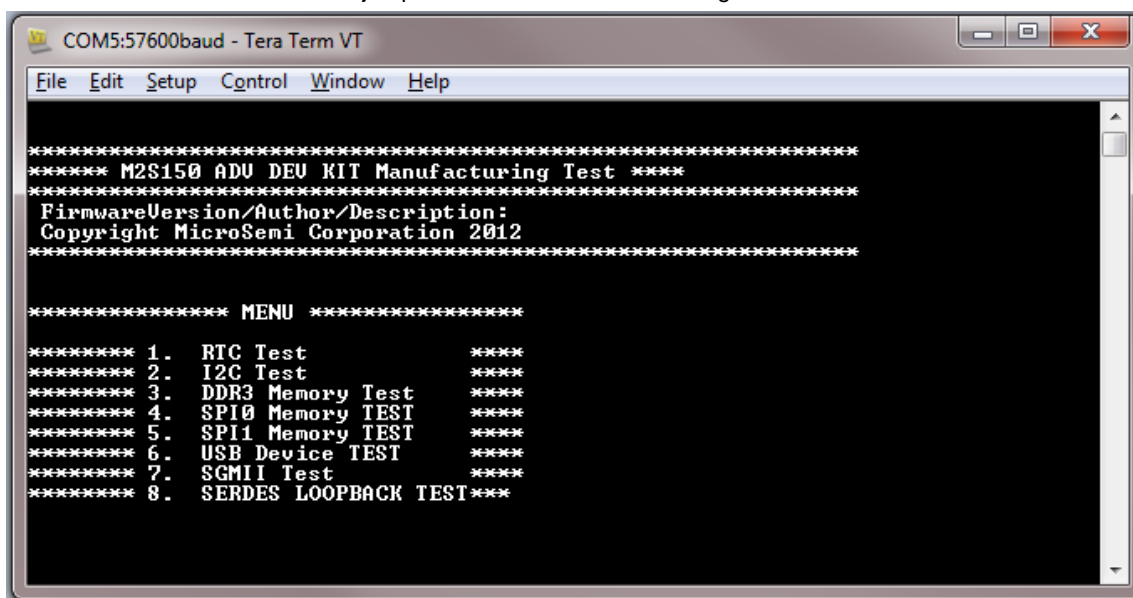 COM5:57600baud - Tera Term VT
File Edit Setup Control Window Help
**************************************************************
****** M2S150 ADV DEV KIT Manufacturing Test ****
**************************************************************
FirmwareVersion/Author/Description:
Copyright MicroSemi Corporation 2012
**************************************************************
*************** MENU ****************
******** 1. RTC Test ****
******** 2. I2C Test ****
******** 3. DDR3 Memory Test ****
******** 4. SPI0 Memory TEST ****
******** 5. SPI1 Memory TEST ****
******** 6. USB Device TEST ****
******** 7. SGMII Test ****
******** 8. SERDES LOOPBACK TEST***